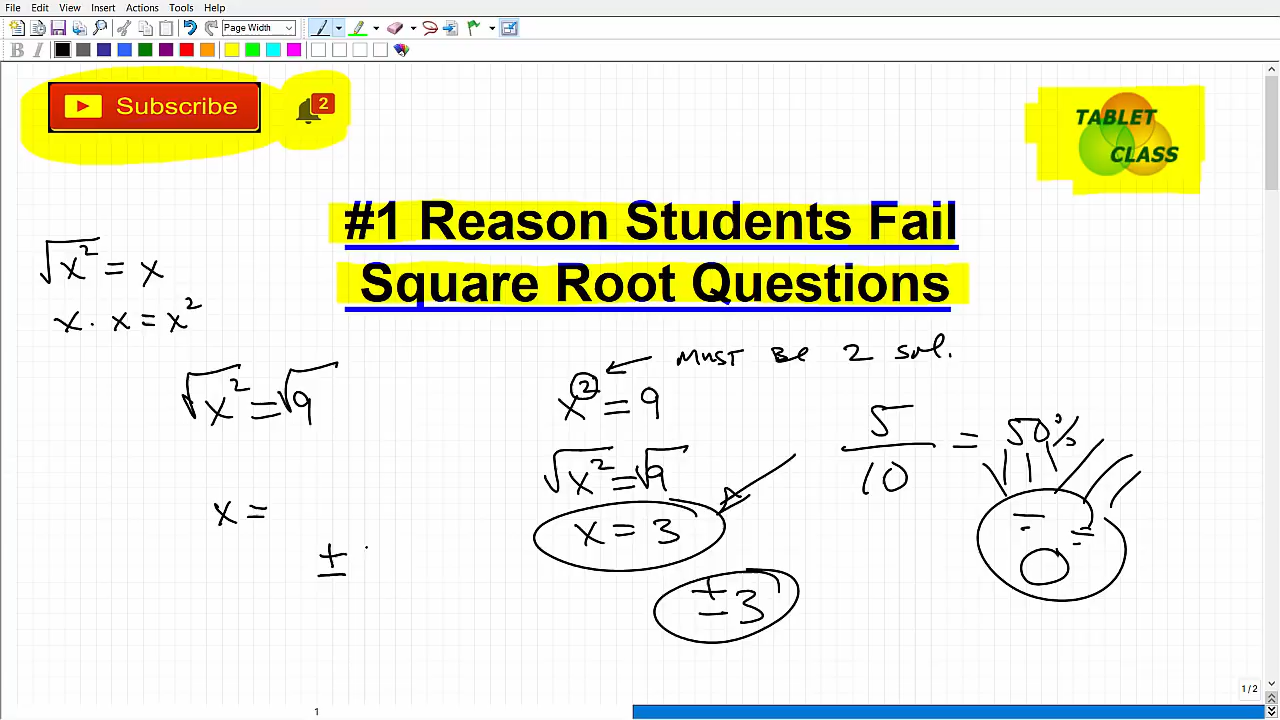 File Edit View Insert Actions Tools Help
Page Width
B I
Subscribe
2
TABLET
CLASS
#1 Reason Students Fail
Square Root Questions
√x² = x
x · x = x²
√x² = √9
x =
±
Must Be 2 sol.
x² = 9
√x² = √9
x = 3
±3
5/10 = 50%
1/2
1